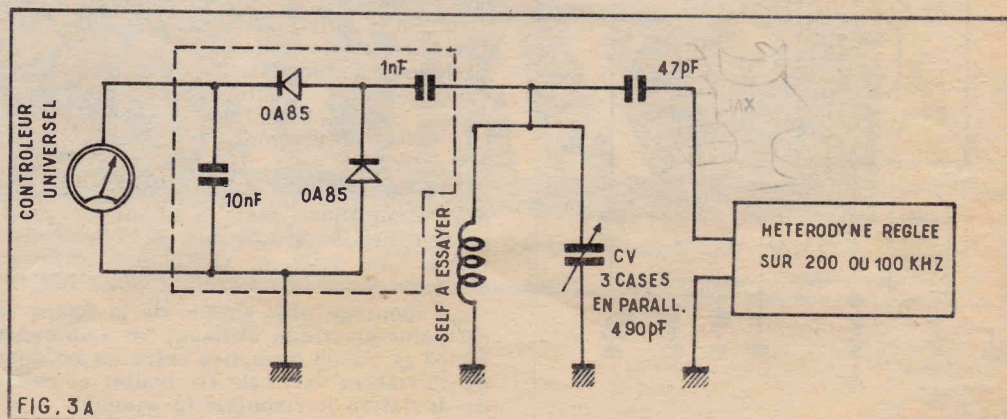 CONTROLEUR
UNIVERSEL
0A85
1nF
10nF
0A85
47pF
SELF A ESSAYER
CV
3 CASES
EN PARALL.
490pF
HETERODYNE REGLEE
SUR 200 OU 100 KHZ
FIG. 3A